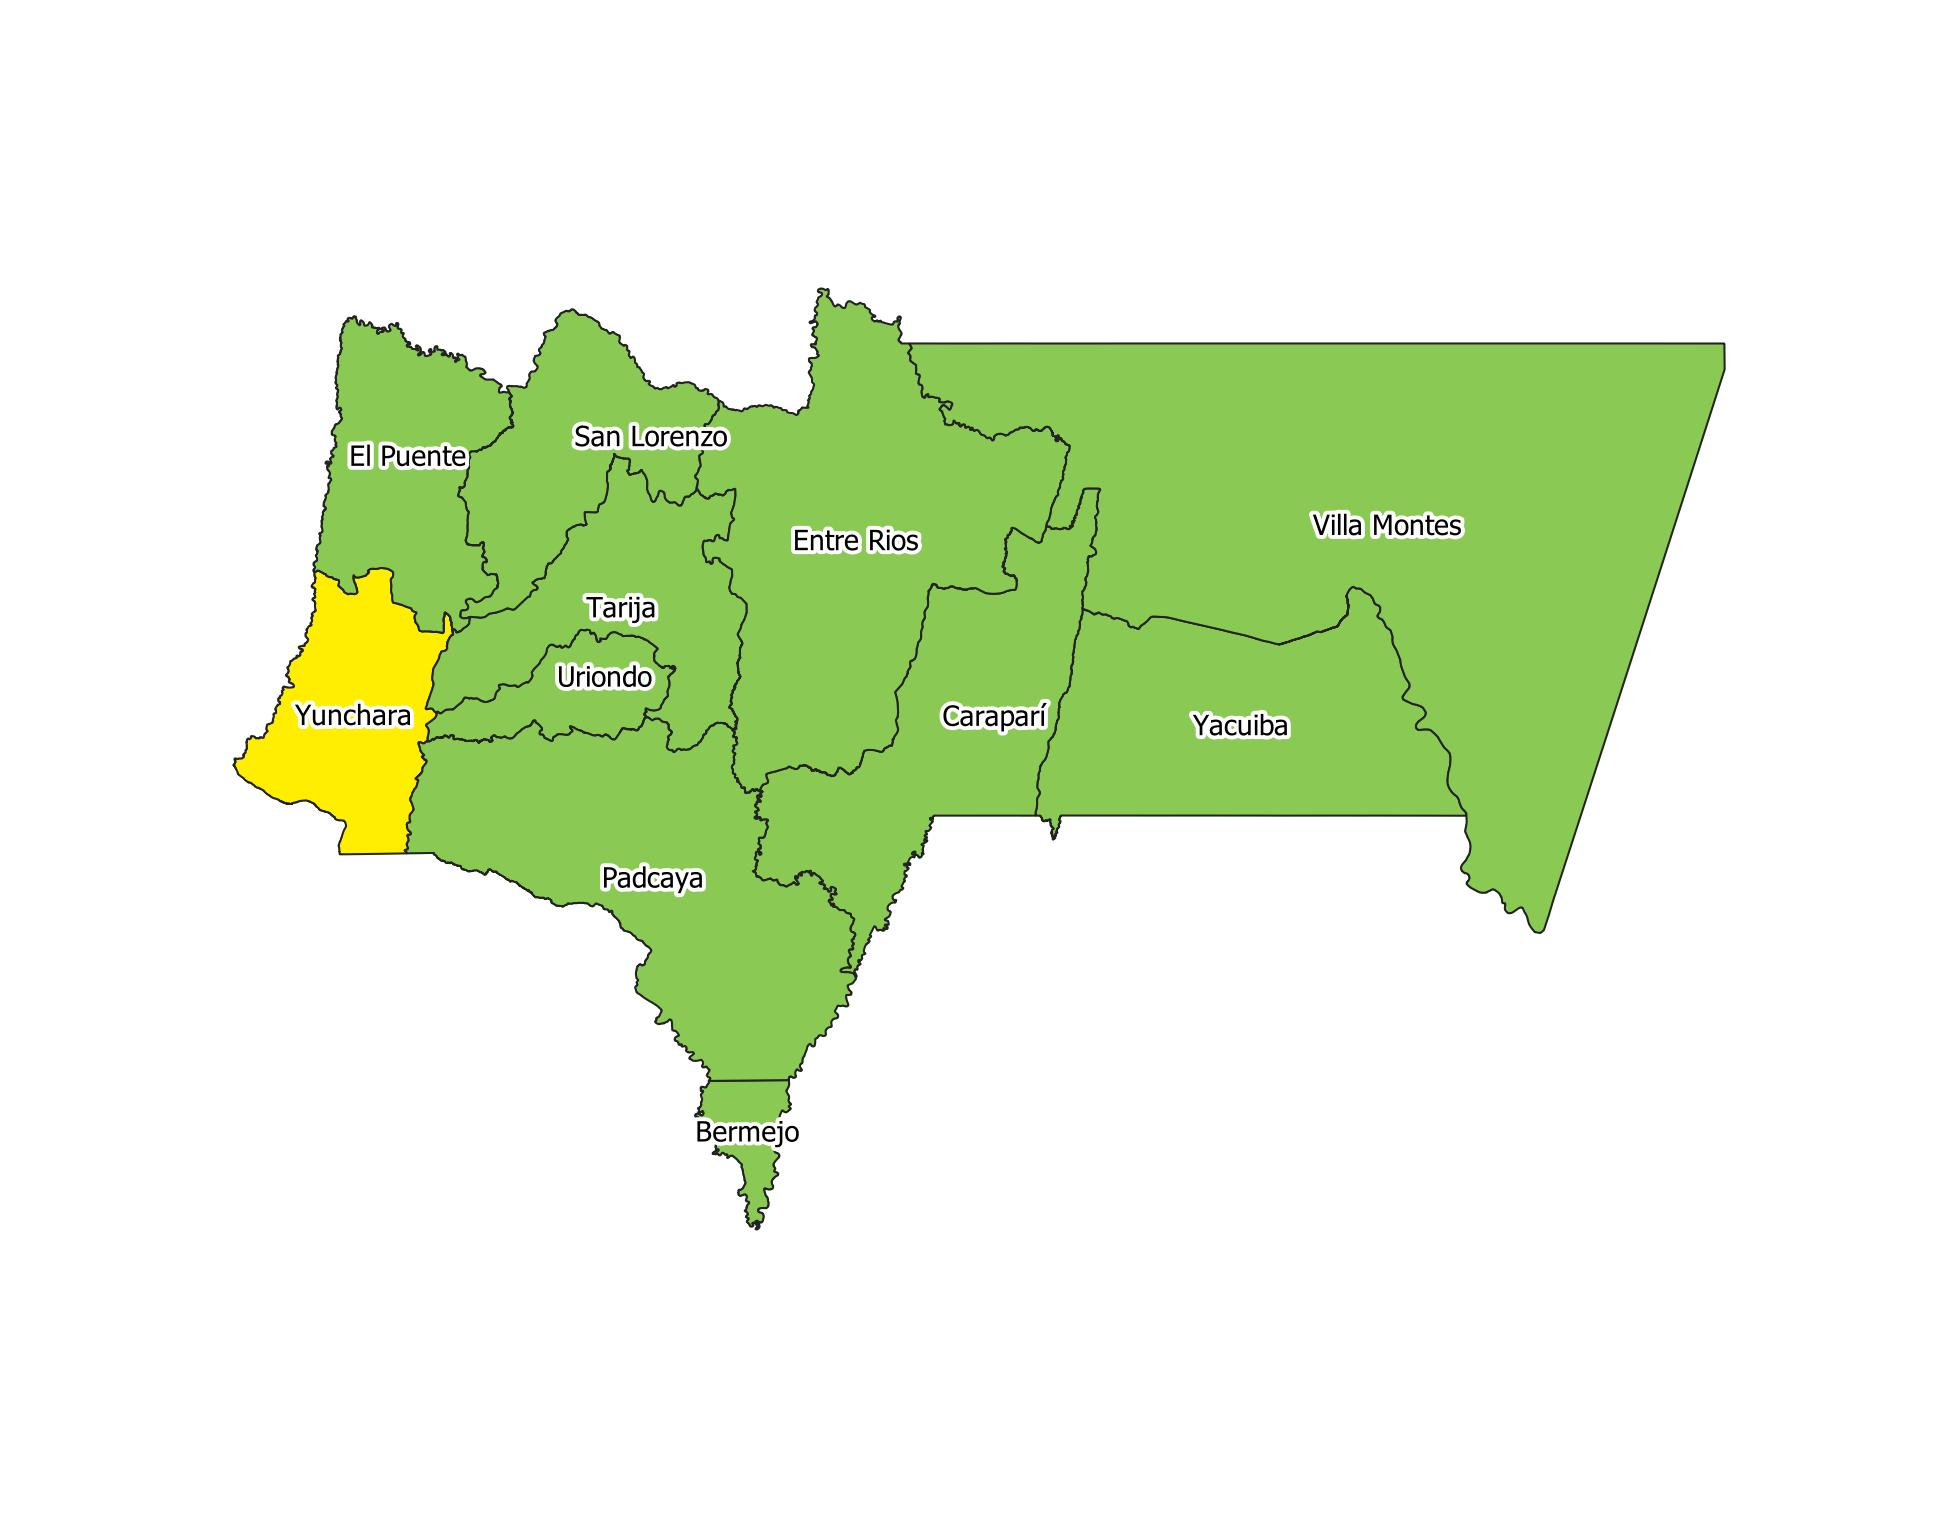 San Lorenzo
El Puente
Villa Montes
Entre Rios
Tarija
Uriondo
Yunchara
Caraparí
Yacuiba
Padcaya
Bermejo